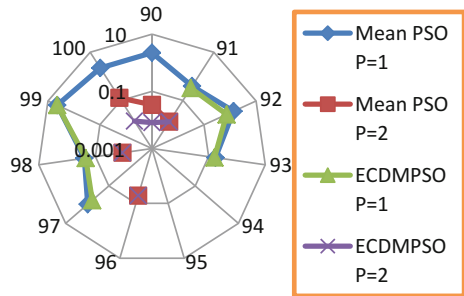 90
10
100
91
0.1
99
92
0.001
98
93
97
94
96
95
Mean PSO
P=1
Mean PSO
P=2
ECDMPSO
P=1
ECDMPSO
P=2